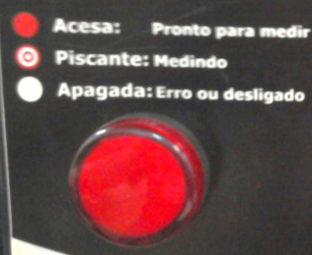 Acesa: Pronto para medir
Piscante: Medindo
Apagada: Erro ou desligado